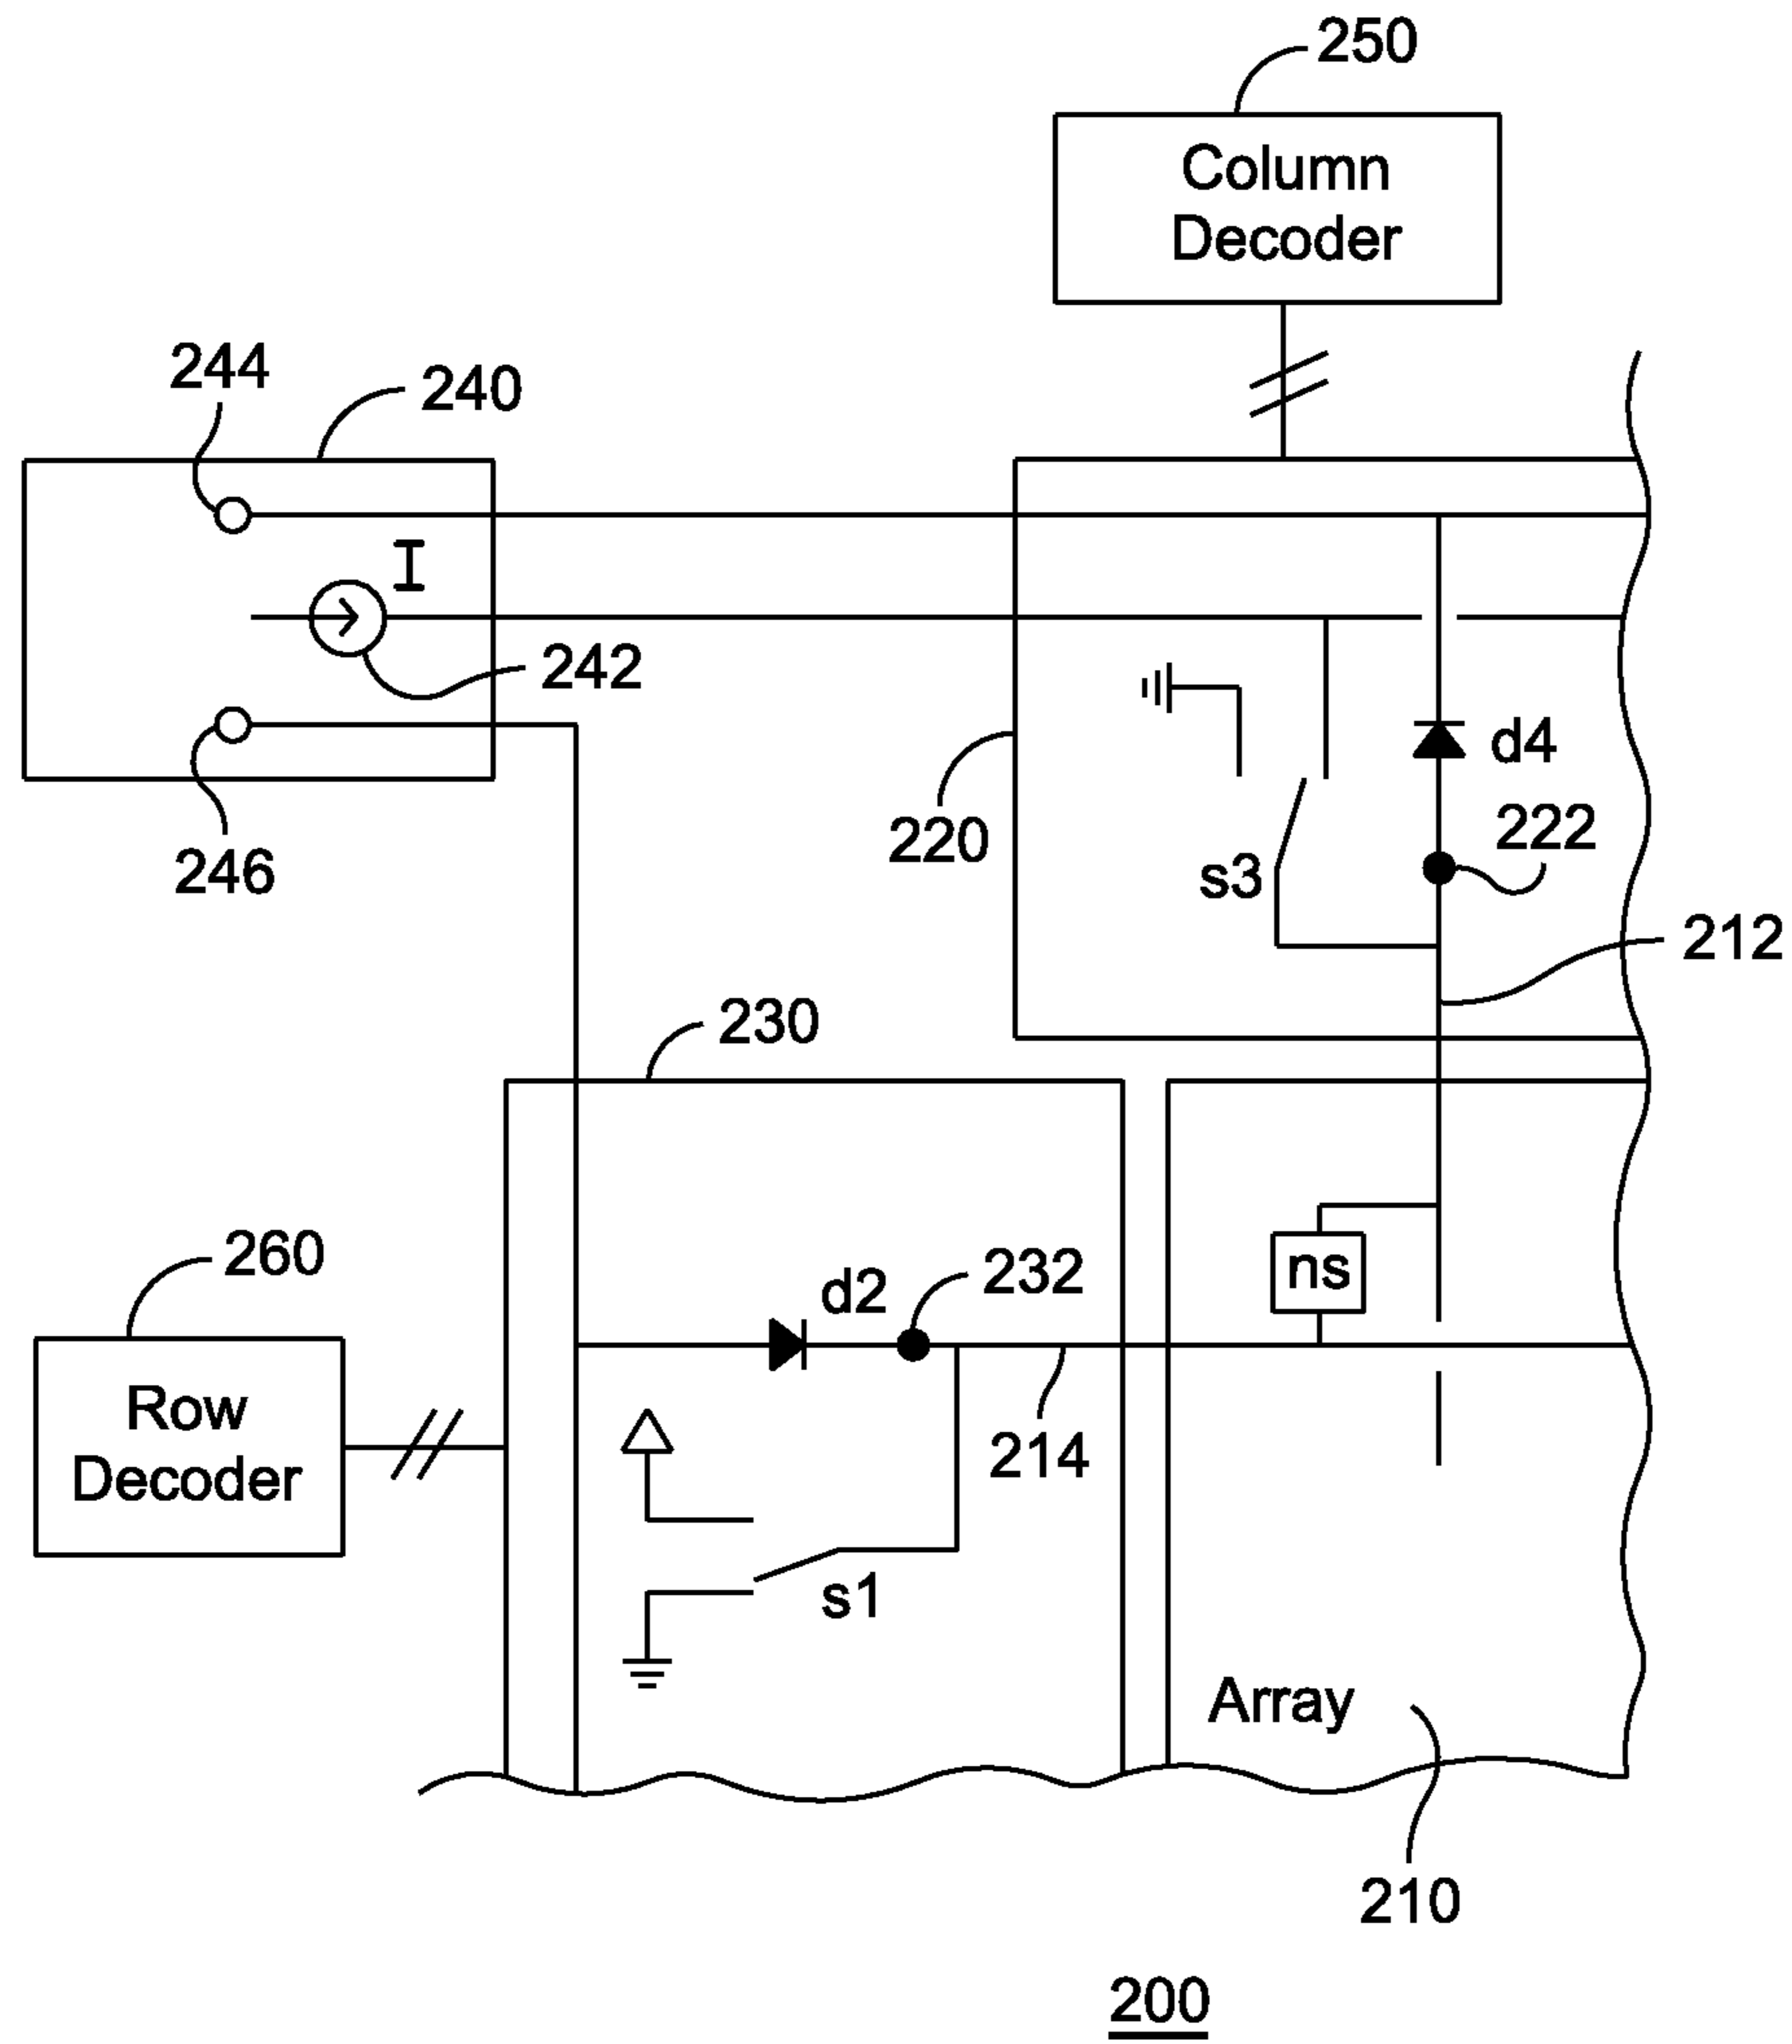 250
Column
Decoder
244
240
I
242
d4
222
220
s3
246
212
230
260
d2
232
ns
Row
Decoder
214
s1
Array
210
200